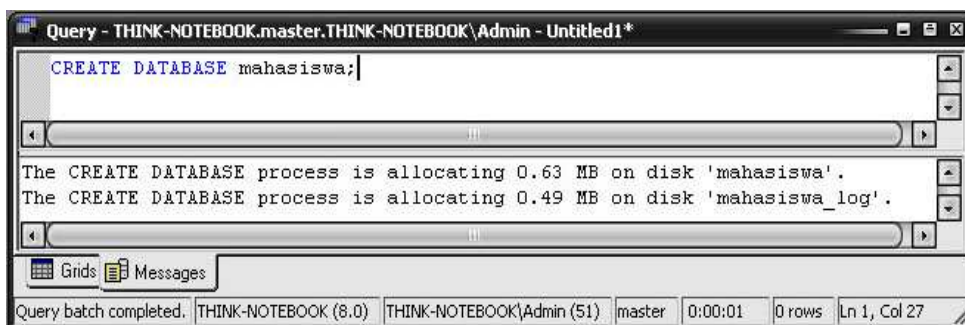 Query - THINK-NOTEBOOK.master.THINK-NOTEBOOK\Admin - Untitled1*
CREATE DATABASE mahasiswa;
The CREATE DATABASE process is allocating 0.63 MB on disk 'mahasiswa'.
The CREATE DATABASE process is allocating 0.49 MB on disk 'mahasiswa_log'.
Grids Messages
Query batch completed. THINK-NOTEBOOK (8.0) THINK-NOTEBOOK\Admin (51) master 0:00:01 0 rows Ln 1, Col 27